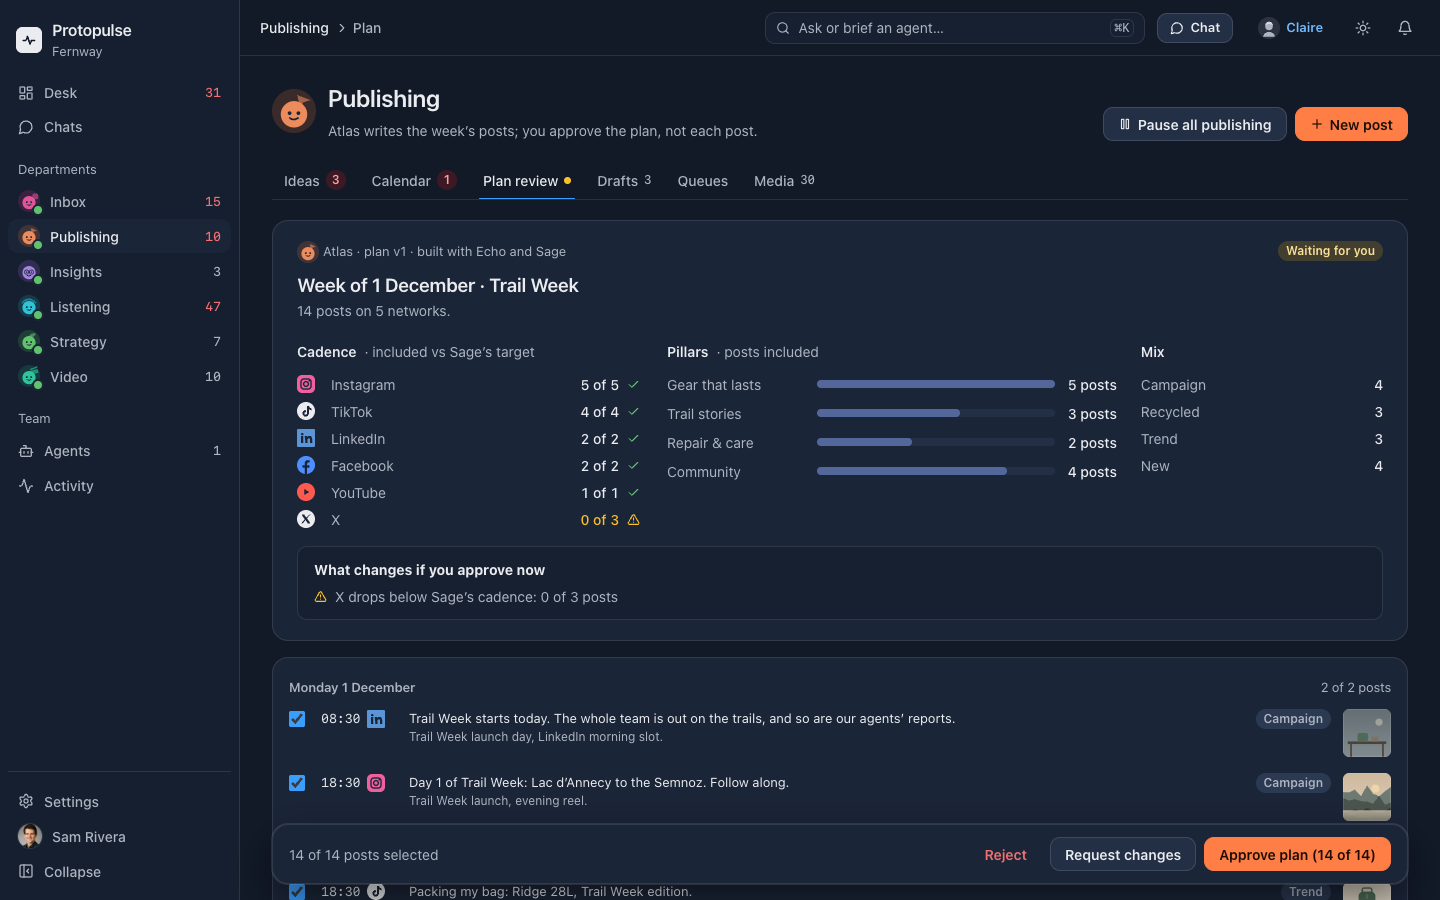 Protopulse
Fernway
Desk 31
Chats
Departments
Inbox 15
Publishing 10
Insights 3
Listening 47
Strategy 7
Video 10
Team
Agents 1
Activity
Settings
Sam Rivera
Collapse
Publishing > Plan
Ask or brief an agent… ⌘K
Chat
Claire
Publishing
Atlas writes the week’s posts; you approve the plan, not each post.
Pause all publishing
+ New post
Ideas 3
Calendar 1
Plan review
Drafts 3
Queues
Media 30
Atlas · plan v1 · built with Echo and Sage
Waiting for you
Week of 1 December · Trail Week
14 posts on 5 networks.
Cadence · included vs Sage’s target
Instagram 5 of 5
TikTok 4 of 4
LinkedIn 2 of 2
Facebook 2 of 2
YouTube 1 of 1
X 0 of 3
Pillars · posts included
Gear that lasts 5 posts
Trail stories 3 posts
Repair & care 2 posts
Community 4 posts
Mix
Campaign 4
Recycled 3
Trend 3
New 4
What changes if you approve now
X drops below Sage’s cadence: 0 of 3 posts
Monday 1 December 2 of 2 posts
08:30 Trail Week starts today. The whole team is out on the trails, and so are our agents’ reports. Campaign
Trail Week launch day, LinkedIn morning slot.
18:30 Day 1 of Trail Week: Lac d’Annecy to the Semnoz. Follow along. Campaign
Trail Week launch, evening reel.
14 of 14 posts selected
Reject
Request changes
Approve plan (14 of 14)
18:30 Packing my bag: Ridge 28L, Trail Week edition. Trend